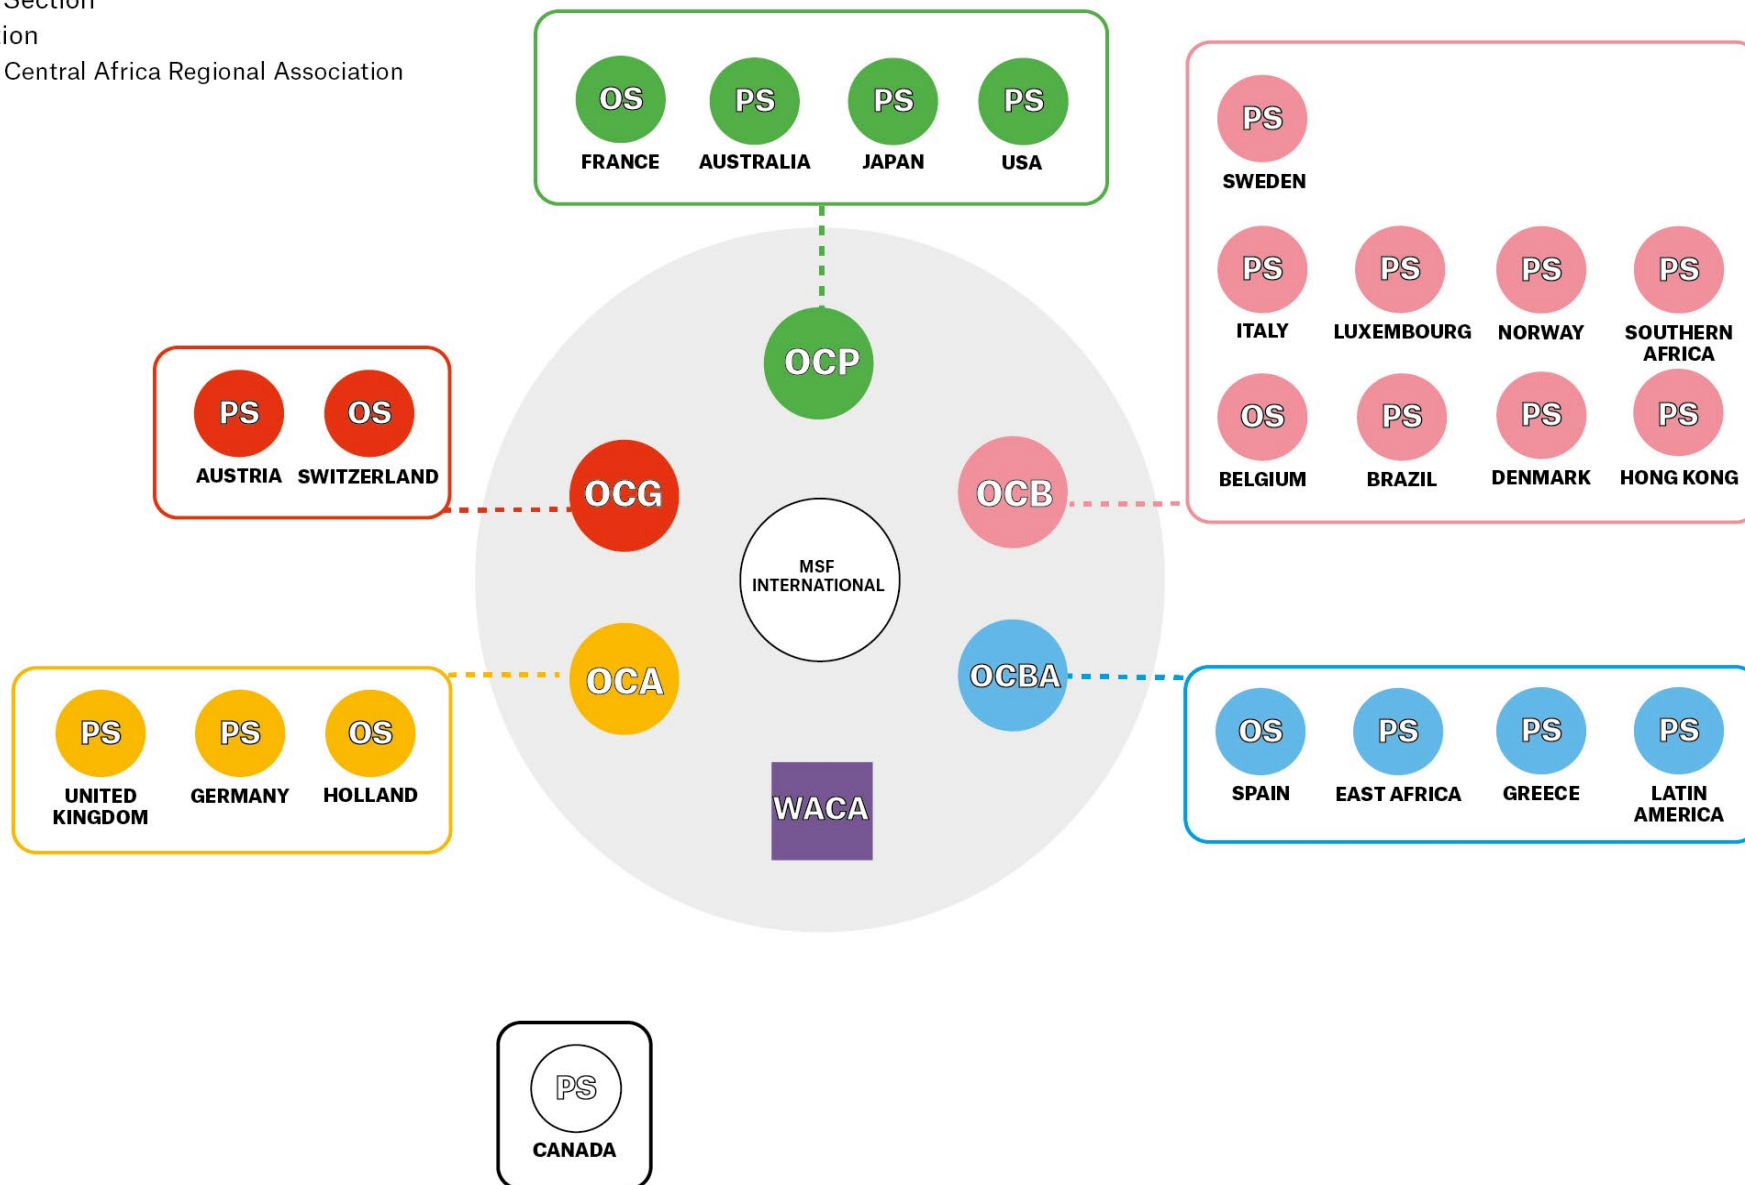 Section
tion
Central Africa Regional Association
OS
PS
PS
PS
FRANCE
AUSTRALIA
JAPAN
USA
PS
SWEDEN
PS
PS
PS
PS
ITALY
LUXEMBOURG
NORWAY
SOUTHERN
AFRICA
OS
PS
PS
PS
BELGIUM
BRAZIL
DENMARK
HONG KONG
OCP
PS
OS
AUSTRIA
SWITZERLAND
OCG
OCB
MSF
INTERNATIONAL
OCA
OCBA
PS
PS
OS
UNITED
KINGDOM
GERMANY
HOLLAND
OS
PS
PS
PS
SPAIN
EAST AFRICA
GREECE
LATIN
AMERICA
WACA
PS
CANADA